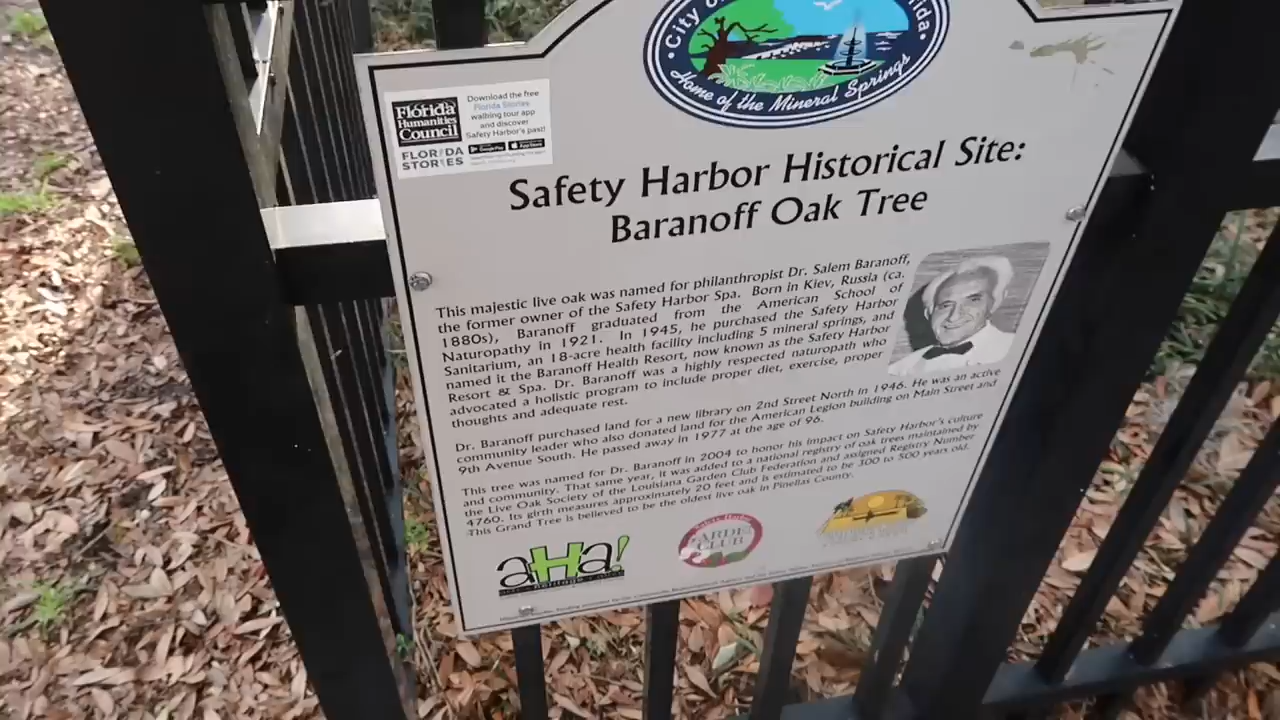 City of
Home of the Mineral Springs
Florida
Humanities
Council
FLORIDA
STORIES
Download the free
Florida Stories
walking tour app
and discover
Safety Harbor's past!
Google Play
App Store
Safety Harbor Historical Site:
Baranoff Oak Tree
This majestic live oak was named for philanthropist Dr. Salem Baranoff,
the former owner of the Safety Harbor Spa. Born in Kiev, Russia (ca.
1880s), Baranoff graduated from the American School of
Naturopathy in 1921. In 1945, he purchased the Safety Harbor
Sanitarium, an 18-acre health facility including 5 mineral springs, and
named it the Baranoff Health Resort, now known as the Safety Harbor
Resort & Spa. Dr. Baranoff was a highly respected naturopath who
advocated a holistic program to include proper diet, exercise, proper
thoughts and adequate rest.
Dr. Baranoff purchased land for a new library on 2nd Street North in 1946. He was an active
community leader who also donated land for the American Legion building on Main Street and
9th Avenue South. He passed away in 1977 at the age of 96.
This tree was named for Dr. Baranoff in 2004 to honor his impact on Safety Harbor's culture
and community. That same year, it was added to a national registry of oak trees maintained by
the Live Oak Society of the Louisiana Garden Club Federation and assigned Registry Number
4760. Its girth measures approximately 20 feet and is estimated to be 300 to 500 years old.
This Grand Tree is believed to be the oldest live oak in Pinellas County.
aHa!
Safety Harbor
GARDEN
CLUB